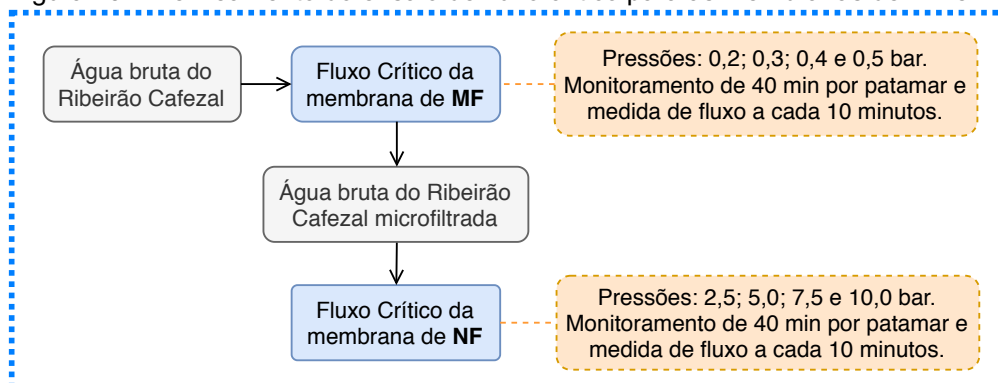 Água bruta do
Ribeirão Cafezal
Fluxo Crítico da
membrana de MF
Pressões: 0,2; 0,3; 0,4 e 0,5 bar.
Monitoramento de 40 min por patamar e
medida de fluxo a cada 10 minutos.
Água bruta do Ribeirão
Cafezal microfiltrada
Fluxo Crítico da
membrana de NF
Pressões: 2,5; 5,0; 7,5 e 10,0 bar.
Monitoramento de 40 min por patamar e
medida de fluxo a cada 10 minutos.